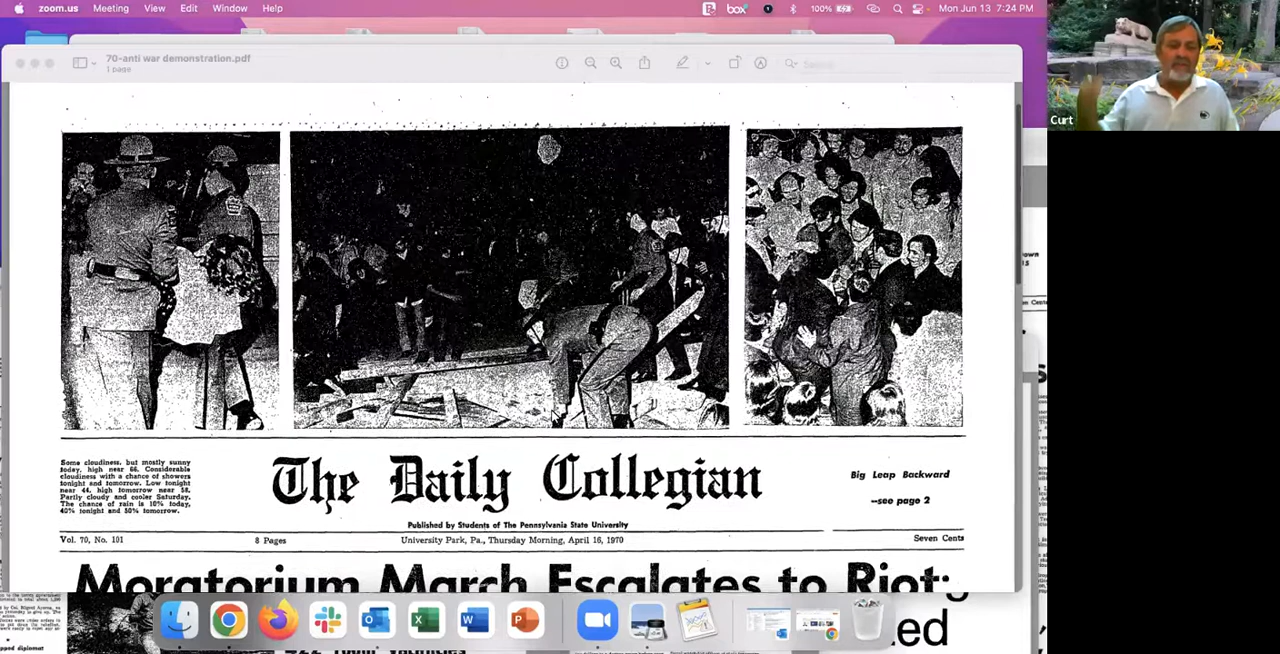 zoom.us Meeting View Edit Window Help
box 100% Mon Jun 13 7:24 PM
70-anti war demonstration.pdf
1 page
Search
Curt
Some cloudiness, but mostly sunny
today, high near 66. Considerable
cloudiness with a chance of showers
tonight and tomorrow. Low tonight
near 44, high tomorrow near 58.
Partly cloudy and cooler Saturday.
The chance of rain is 10% today,
40% tonight and 50% tomorrow.
The Daily Collegian
Published by Students of The Pennsylvania State University
Big Leap Backward
--see page 2
Vol. 70, No. 101
8 Pages
University Park, Pa., Thursday Morning, April 16, 1970
Seven Cents
Moratorium March Escalates to Riot;